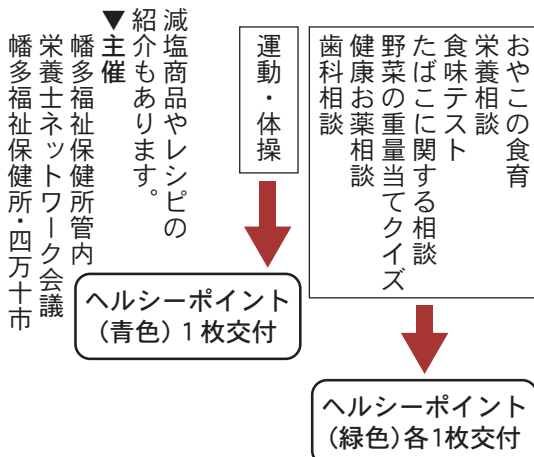 おやこの食育
栄養相談
食味テスト
たばこに関する相談
野菜の重量当てクイズ
健康お薬相談
歯科相談
ヘルシーポイント
(緑色)各1枚交付
運動・体操
ヘルシーポイント
(青色) 1 枚交付
減塩商品やレシピの
紹介もあります。
▼主催
幡多福祉保健所管内
栄養士ネットワーク会議
幡多福祉保健所・四万十市